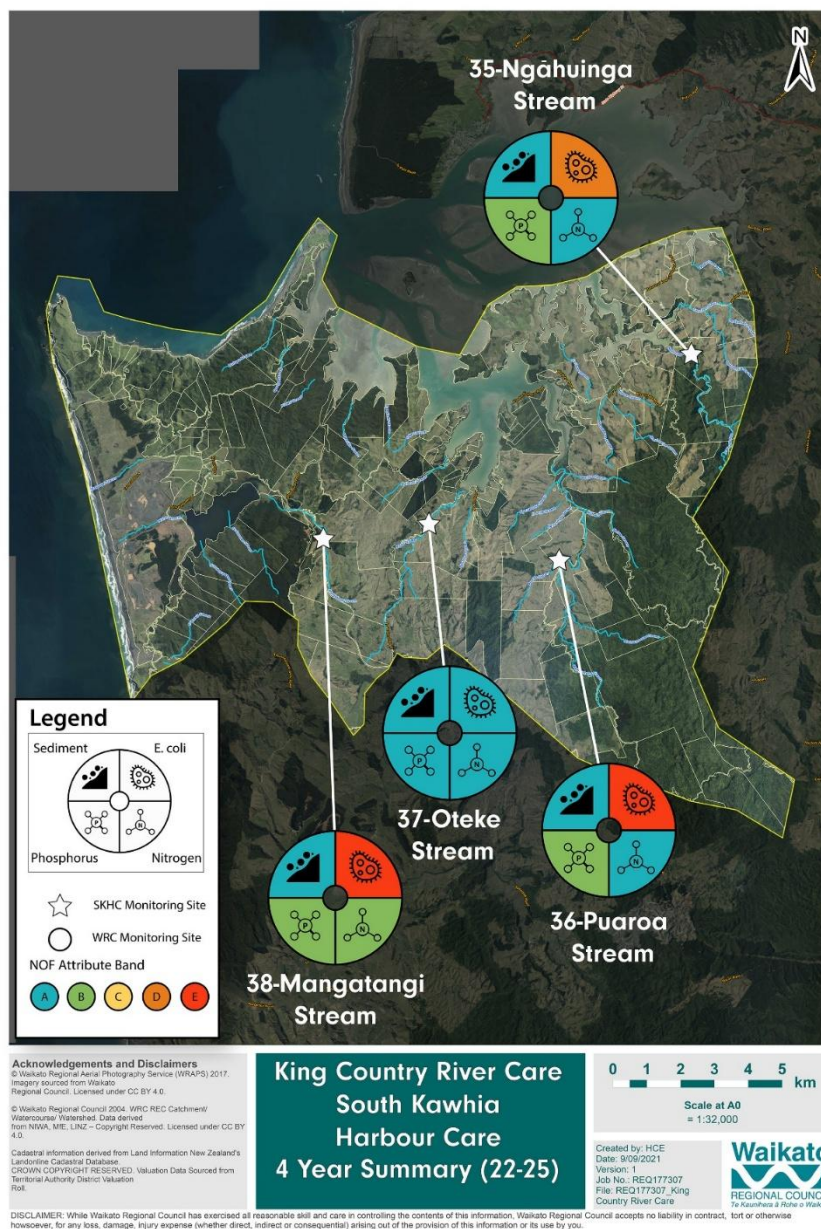 N
35-Ngāhuinga
Stream
37-Oteke
Stream
36-Puaroa
Stream
38-Mangatangi
Stream
Legend
Sediment E. coli
Phosphorus Nitrogen
SKHC Monitoring Site
WRC Monitoring Site
NOF Attribute Band
A B C D E
P N
P N
P N
P N
P N
Acknowledgements and Disclaimers
© Waikato Regional Aerial Photography Service (WRAPS) 2017.
Imagery sourced from Waikato
Regional Council. Licensed under CC BY 4.0.
© Waikato Regional Council 2004. WRC REC Catchment/
Watercourse/ Watershed. Data derived
from NIWA, MfE, LINZ – Copyright Reserved. Licensed under CC BY
4.0.
Cadastral information derived from Land Information New Zealand's
Landonline Cadastral Database.
CROWN COPYRIGHT RESERVED. Valuation Data Sourced from
Territorial Authority District Valuation
Roll.
King Country River Care
South Kawhia
Harbour Care
4 Year Summary (22-25)
0 1 2 3 4 5
km
Scale at A0
= 1:32,000
Created by: HCE
Date: 9/09/2021
Version: 1
Job No.: REQ177307
File: REQ177307_King
Country River Care
Waikato
REGIONAL COUNCIL
Te Kaunihera ā Rohe o Waik
DISCLAIMER: While Waikato Regional Council has exercised all reasonable skill and care in controlling the contents of this information, Waikato Regional Council accepts no liability in contract, tort or otherwise
howsoever, for any loss, damage, injury expense (whether direct, indirect or consequential) arising out of the provision of this information or its use by you.